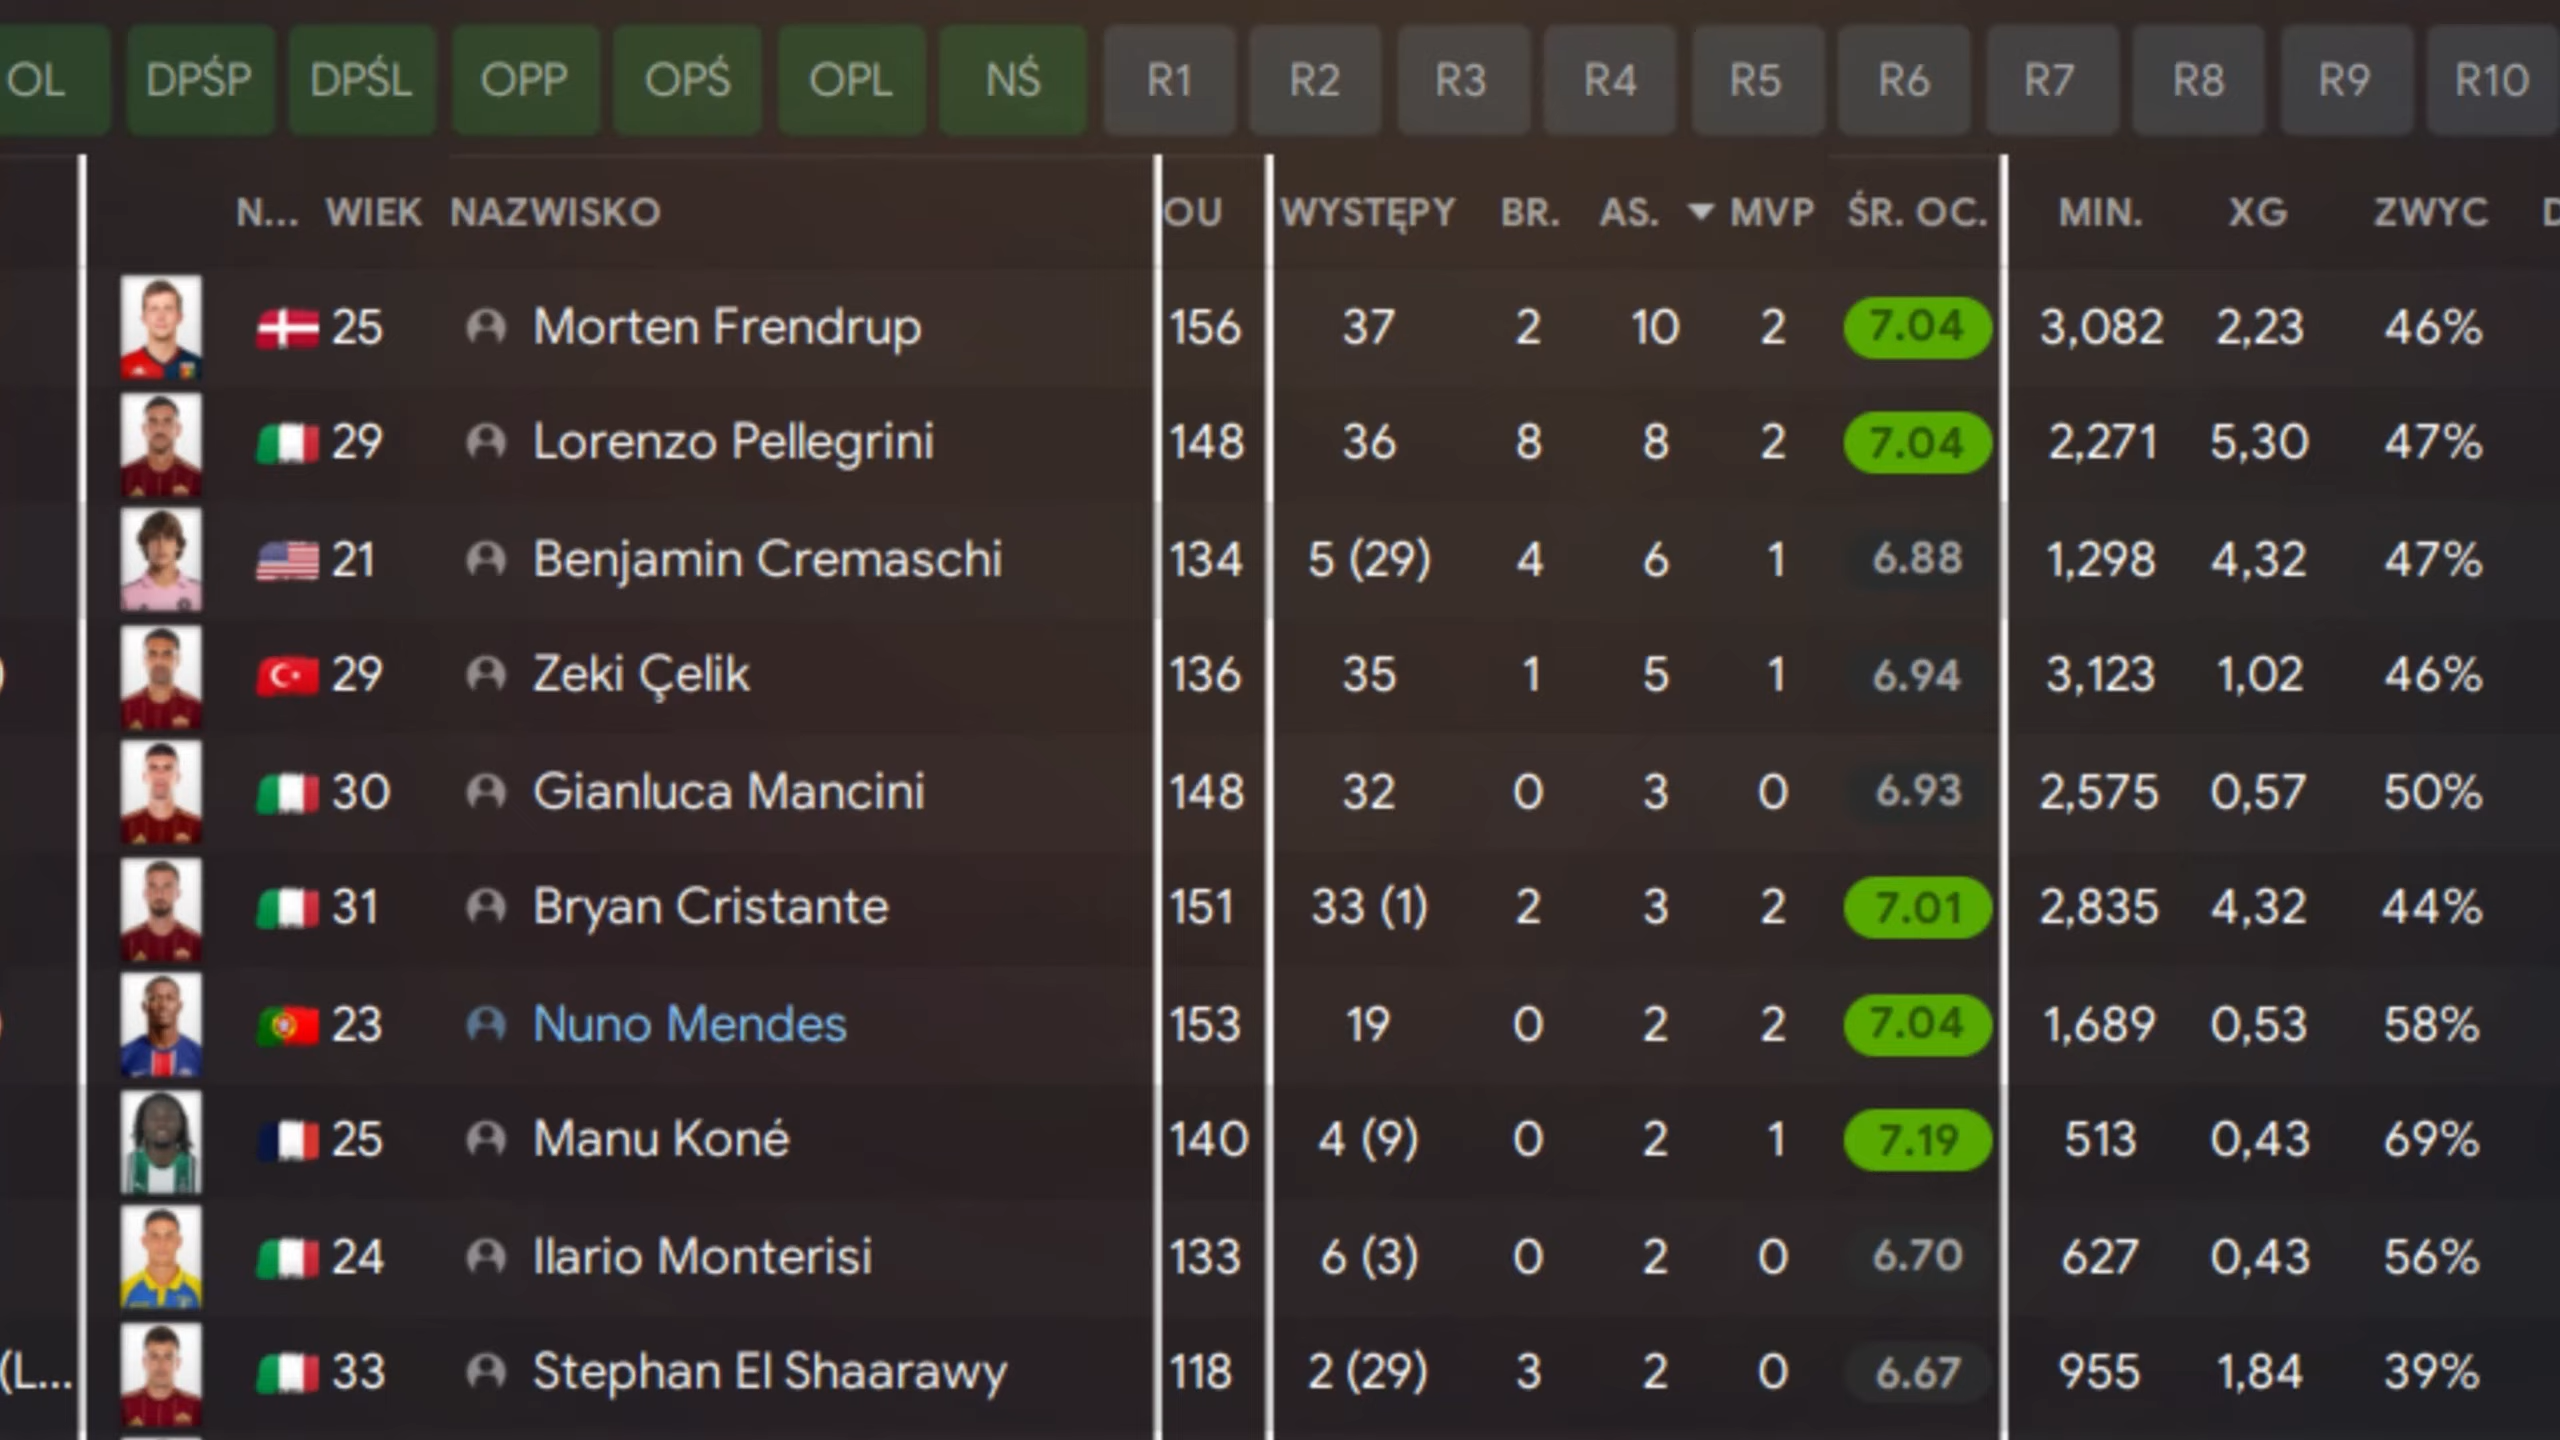 OL DPŚP DPŚL OPP OPŚ OPL NŚ R1 R2 R3 R4 R5 R6 R7 R8 R9 R10
N... WIEK NAZWISKO OU WYSTĘPY BR. AS. MVP ŚR. OC. MIN. XG ZWYC
25 Morten Frendrup 156 37 2 10 2 7.04 3,082 2,23 46%
29 Lorenzo Pellegrini 148 36 8 8 2 7.04 2,271 5,30 47%
21 Benjamin Cremaschi 134 5 (29) 4 6 1 6.88 1,298 4,32 47%
29 Zeki Çelik 136 35 1 5 1 6.94 3,123 1,02 46%
30 Gianluca Mancini 148 32 0 3 0 6.93 2,575 0,57 50%
31 Bryan Cristante 151 33 (1) 2 3 2 7.01 2,835 4,32 44%
23 Nuno Mendes 153 19 0 2 2 7.04 1,689 0,53 58%
25 Manu Koné 140 4 (9) 0 2 1 7.19 513 0,43 69%
24 Ilario Monterisi 133 6 (3) 0 2 0 6.70 627 0,43 56%
(L... 33 Stephan El Shaarawy 118 2 (29) 3 2 0 6.67 955 1,84 39%